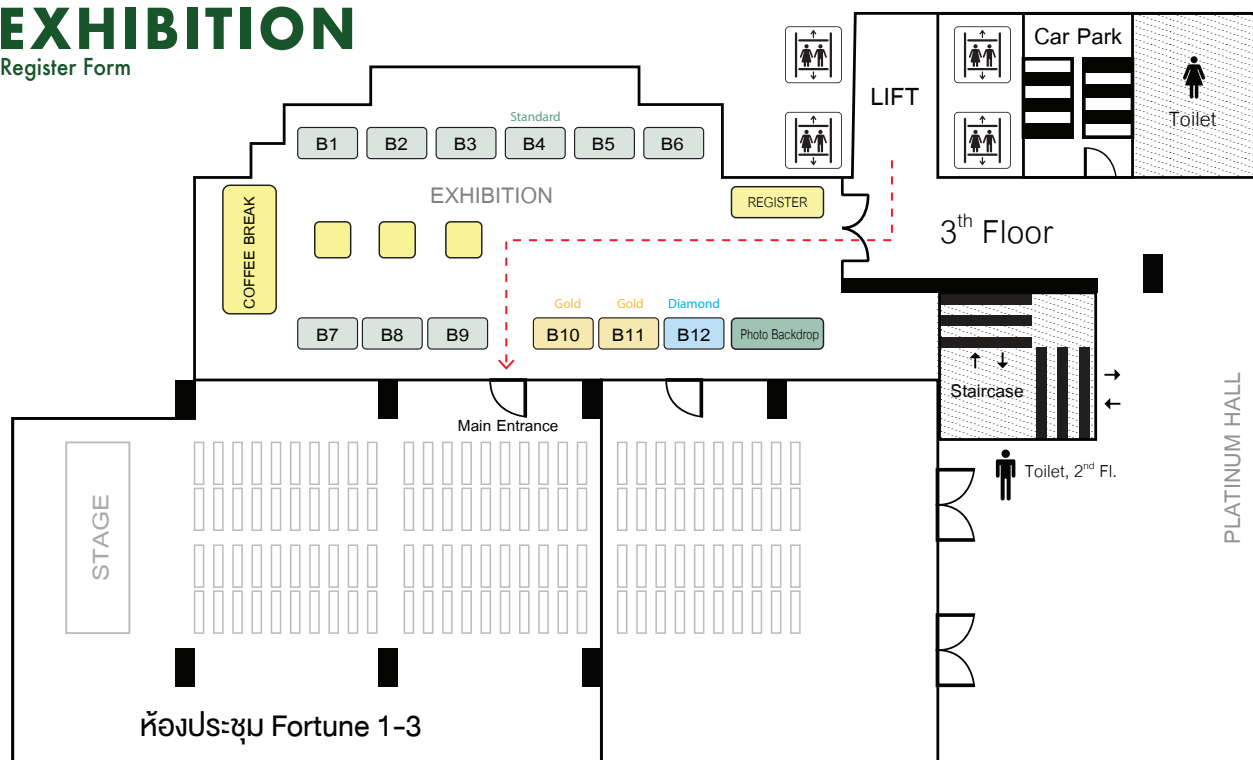 EXHIBITION
Register Form
LIFT
Car Park
Toilet
Standard
B1 B2 B3 B4 B5 B6
EXHIBITION
REGISTER
COFFEE BREAK
3th Floor
Gold Gold Diamond
B7 B8 B9 B10 B11 B12 Photo Backdrop
Staircase
Main Entrance
Toilet, 2nd Fl.
PLATINUM HALL
STAGE
ห้องประชุม Fortune 1-3